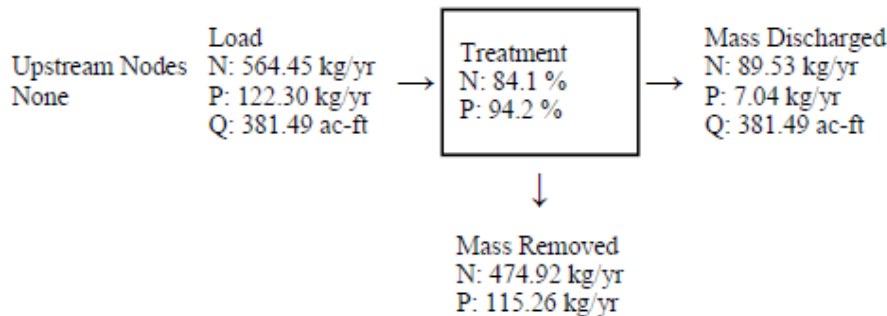 Upstream Nodes
None
Load
N: 564.45 kg/yr
P: 122.30 kg/yr
Q: 381.49 ac-ft
→
Treatment
N: 84.1 %
P: 94.2 %
→
Mass Discharged
N: 89.53 kg/yr
P: 7.04 kg/yr
Q: 381.49 ac-ft
↓
Mass Removed
N: 474.92 kg/yr
P: 115.26 kg/yr